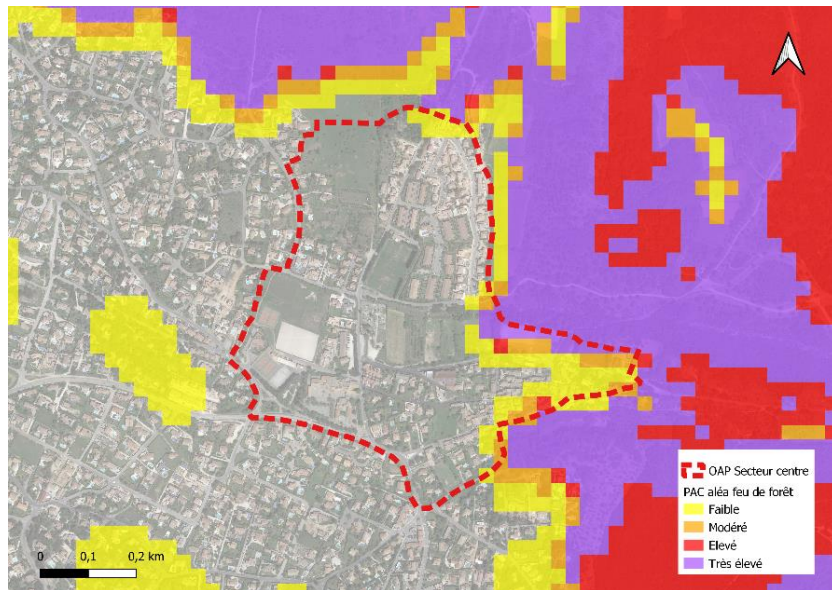 OAP Secteur centre
PAC aléa feu de forêt
Faible
Modéré
Elevé
Très élevé
0 0,1 0,2 km